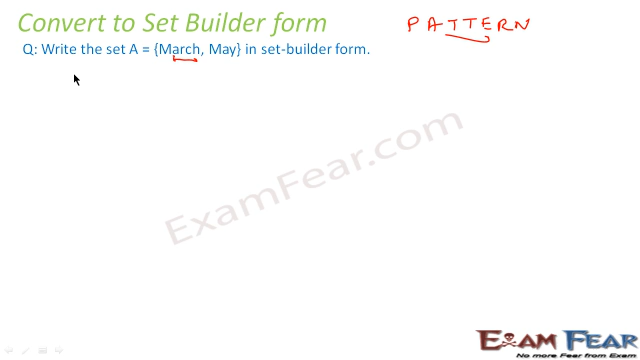 Convert to Set Builder form
PATTERN
Q: Write the set A = {March, May} in set-builder form.
ExamFear.com
EXAM FEAR
No more Fear from Exam